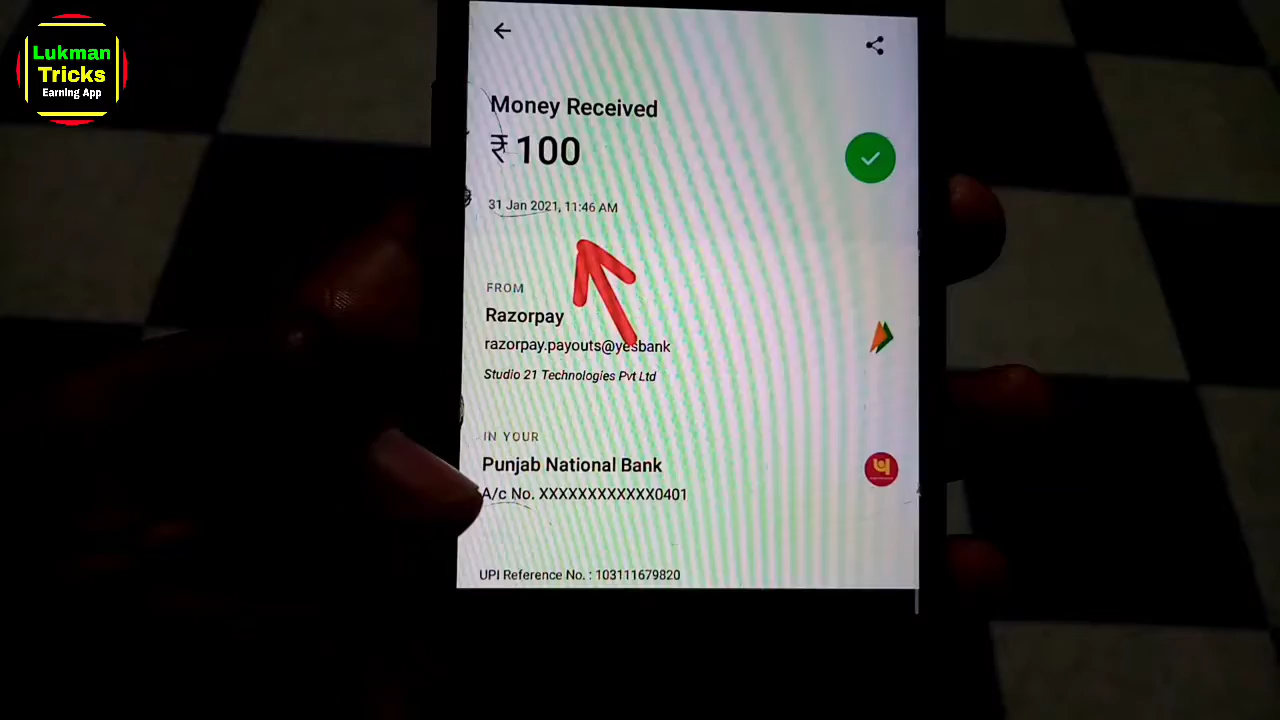 Lukman
Tricks
Earning App
Money Received
₹100
31 Jan 2021, 11:46 AM
FROM
Razorpay
razorpay.payouts@yesbank
Studio 21 Technologies Pvt Ltd
IN YOUR
Punjab National Bank
A/c No. XXXXXXXXXXXX0401
UPI Reference No. : 103111679820